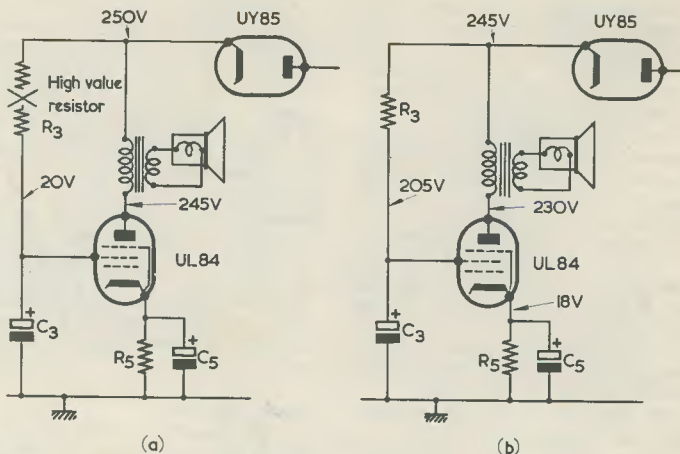 250V
UY85
High value
resistor
R3
20V
245V
UL84
C3
+
R5
C5
+
(a)
245V
UY85
R3
205V
230V
UL84
18V
C3
+
R5
C5
+
(b)